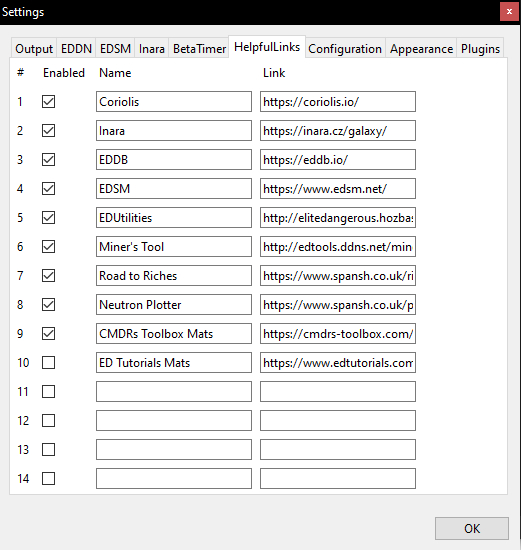 Settings
Output EDDN EDSM Inara BetaTimer HelpfulLinks Configuration Appearance Plugins
# Enabled Name Link
1 Coriolis https://coriolis.io/
2 Inara https://inara.cz/galaxy/
3 EDDB https://eddb.io/
4 EDSM https://www.edsm.net/
5 EDUtilities http://elitedangerous.hozbas
6 Miner's Tool http://edtools.ddns.net/min
7 Road to Riches https://www.spansh.co.uk/ri
8 Neutron Plotter https://www.spansh.co.uk/p
9 CMDRs Toolbox Mats https://cmdrs-toolbox.com/
10 ED Tutorials Mats https://www.edtutorials.com
11
12
13
14
OK